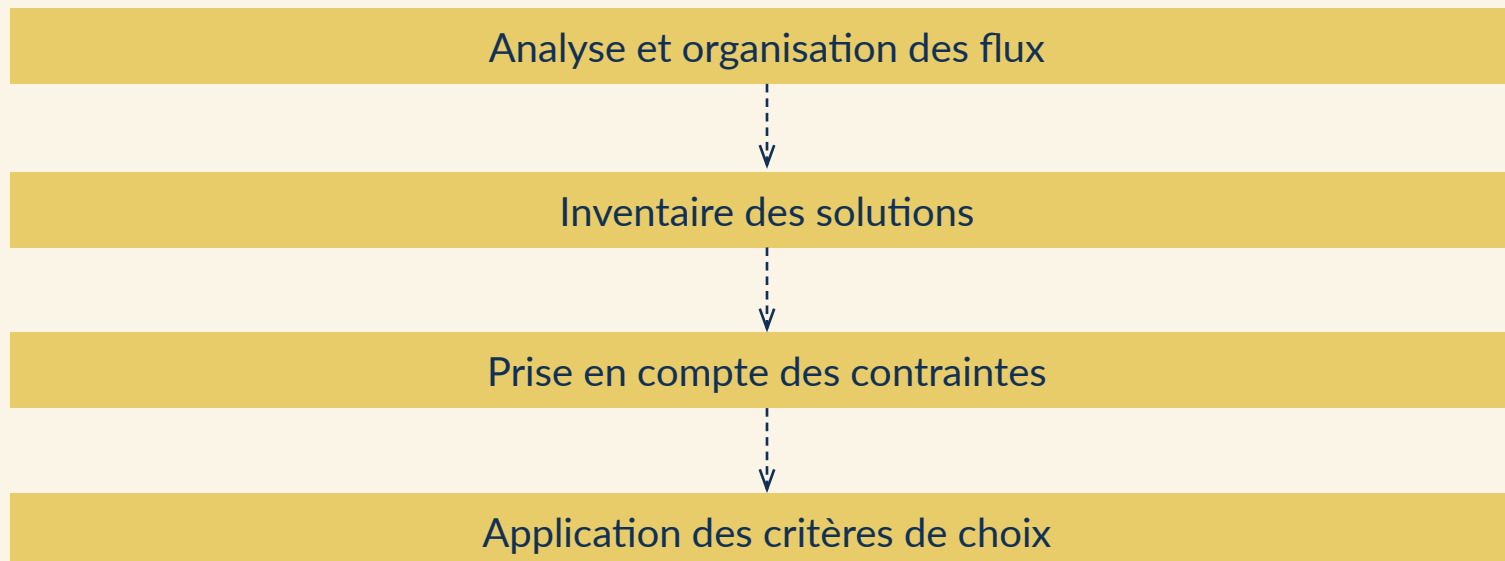 Analyse et organisation des flux
Inventaire des solutions
Prise en compte des contraintes
Application des critères de choix